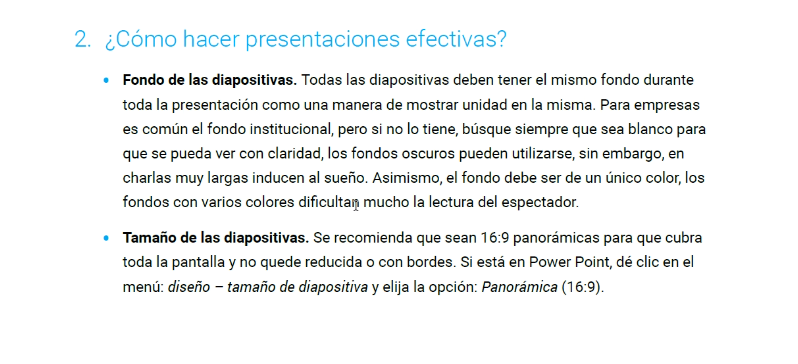 2. ¿Cómo hacer presentaciones efectivas?
• Fondo de las diapositivas. Todas las diapositivas deben tener el mismo fondo durante
toda la presentación como una manera de mostrar unidad en la misma. Para empresas
es común el fondo institucional, pero si no lo tiene, búsque siempre que sea blanco para
que se pueda ver con claridad, los fondos oscuros pueden utilizarse, sin embargo, en
charlas muy largas inducen al sueño. Asimismo, el fondo debe ser de un único color, los
fondos con varios colores dificultan mucho la lectura del espectador.
• Tamaño de las diapositivas. Se recomienda que sean 16:9 panorámicas para que cubra
toda la pantalla y no quede reducida o con bordes. Si está en Power Point, dé clic en el
menú: diseño – tamaño de diapositiva y elija la opción: Panorámica (16:9).